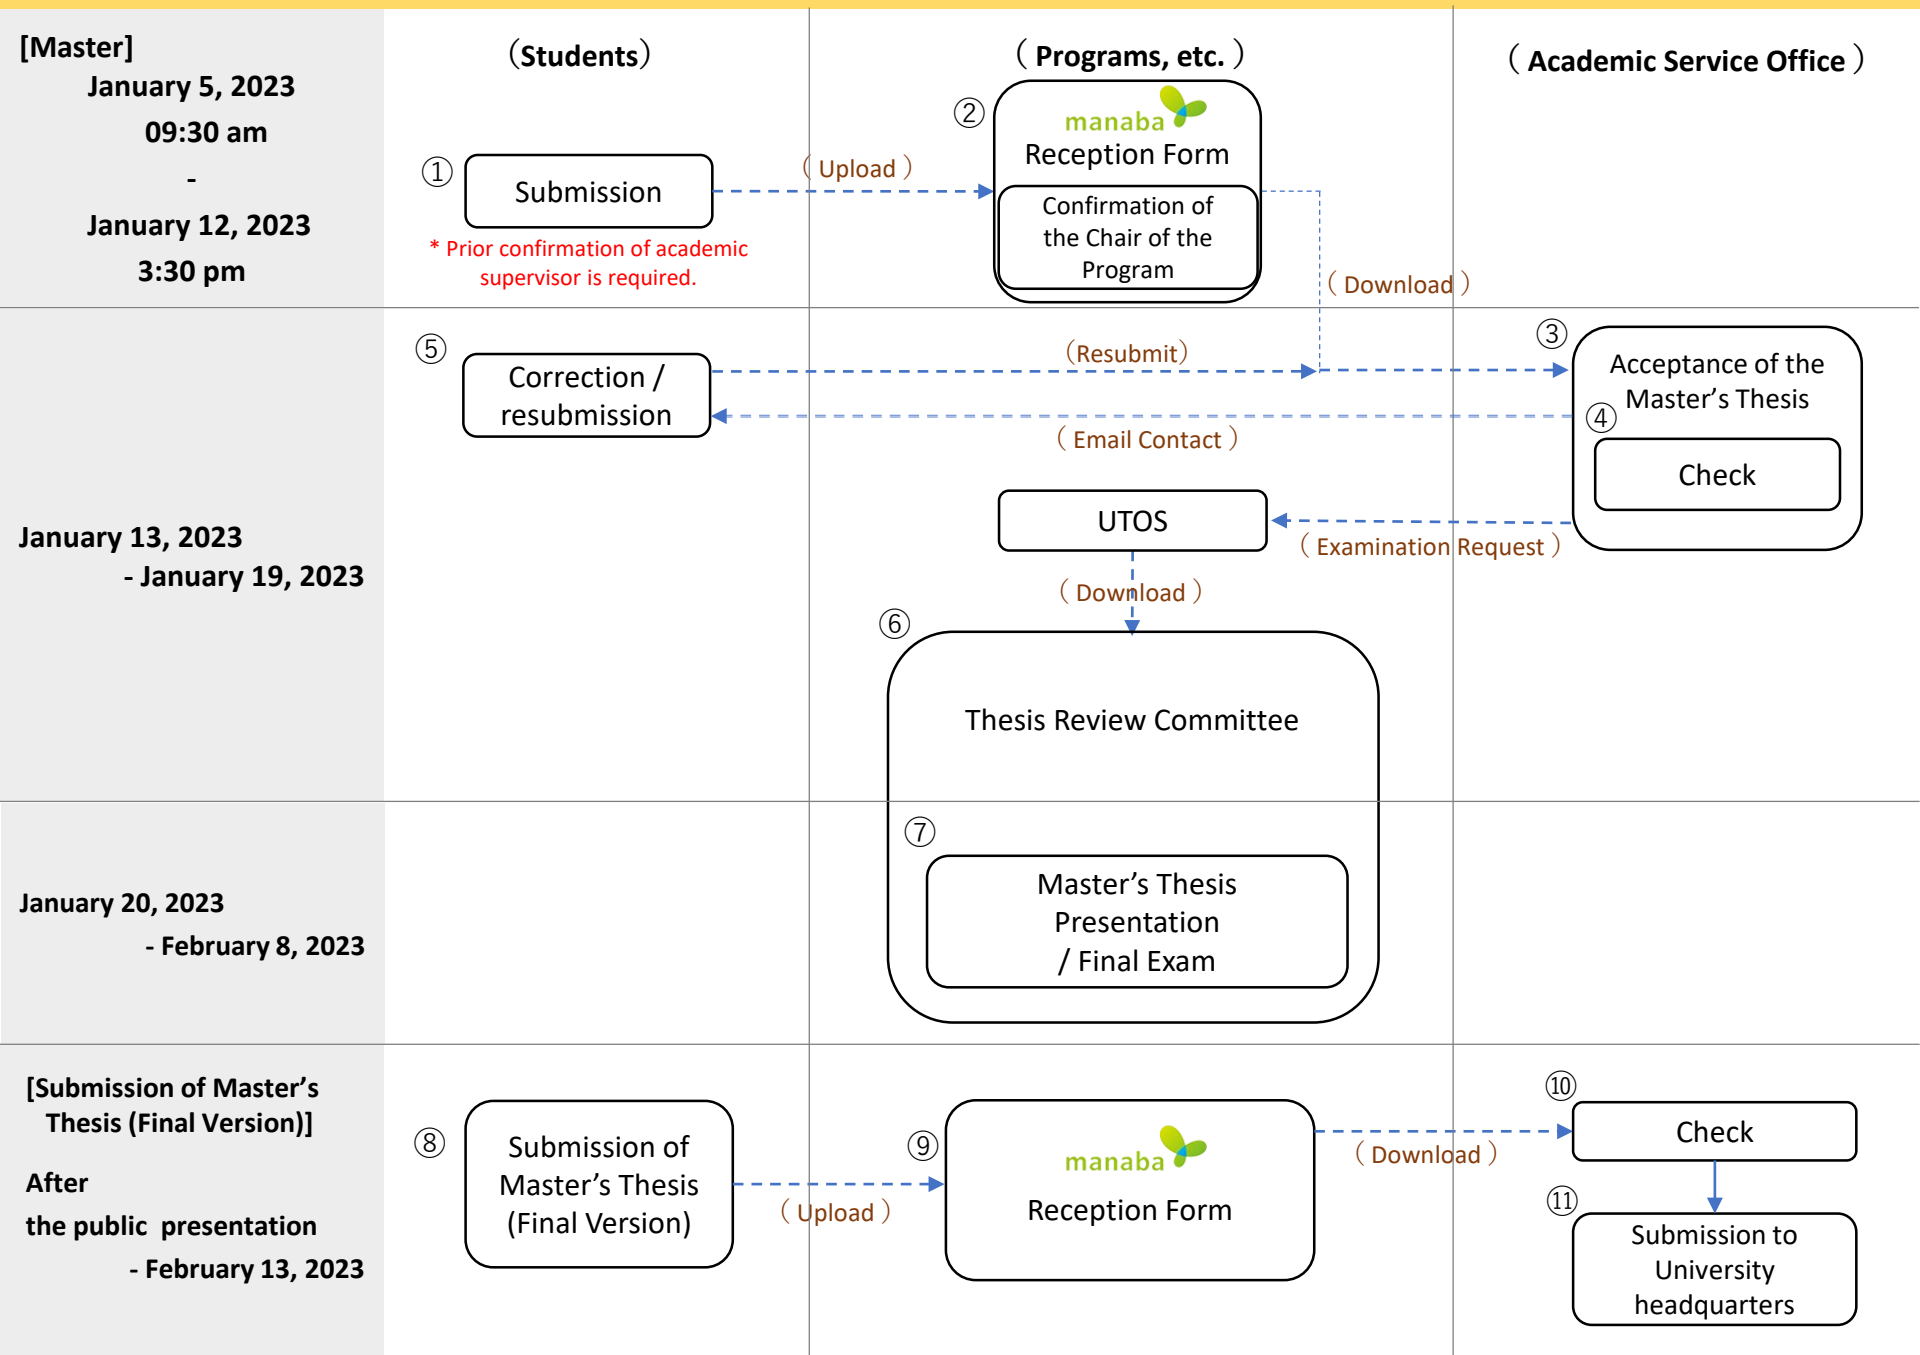 [Master]
January 5, 2023
09:30 am
-
January 12, 2023
3:30 pm
（Students）
（ Programs, etc. ）
（ Academic Service Office ）
①
Submission
* Prior confirmation of academic
supervisor is required.
（ Upload ）
②
manaba
Reception Form
Confirmation of
the Chair of the
Program
（ Download ）
January 13, 2023
- January 19, 2023
⑤
Correction /
resubmission
（Resubmit）
（ Email Contact ）
③
Acceptance of the
Master’s Thesis
④
Check
UTOS
（ Examination Request ）
（ Download ）
⑥
Thesis Review Committee
January 20, 2023
- February 8, 2023
⑦
Master’s Thesis
Presentation
/ Final Exam
[Submission of Master’s
Thesis (Final Version)]
After
the public presentation
- February 13, 2023
⑧
Submission of
Master’s Thesis
(Final Version)
（ Upload ）
⑨
manaba
Reception Form
（ Download ）
⑩
Check
⑪
Submission to
University
headquarters